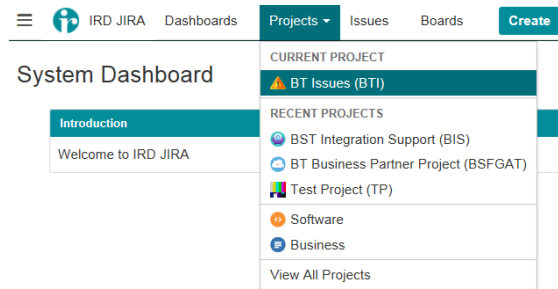 IRD JIRA Dashboards Projects Issues Boards Create
System Dashboard
Introduction
Welcome to IRD JIRA
CURRENT PROJECT
BT Issues (BTI)
RECENT PROJECTS
BST Integration Support (BIS)
BT Business Partner Project (BSFGAT)
Test Project (TP)
Software
Business
View All Projects